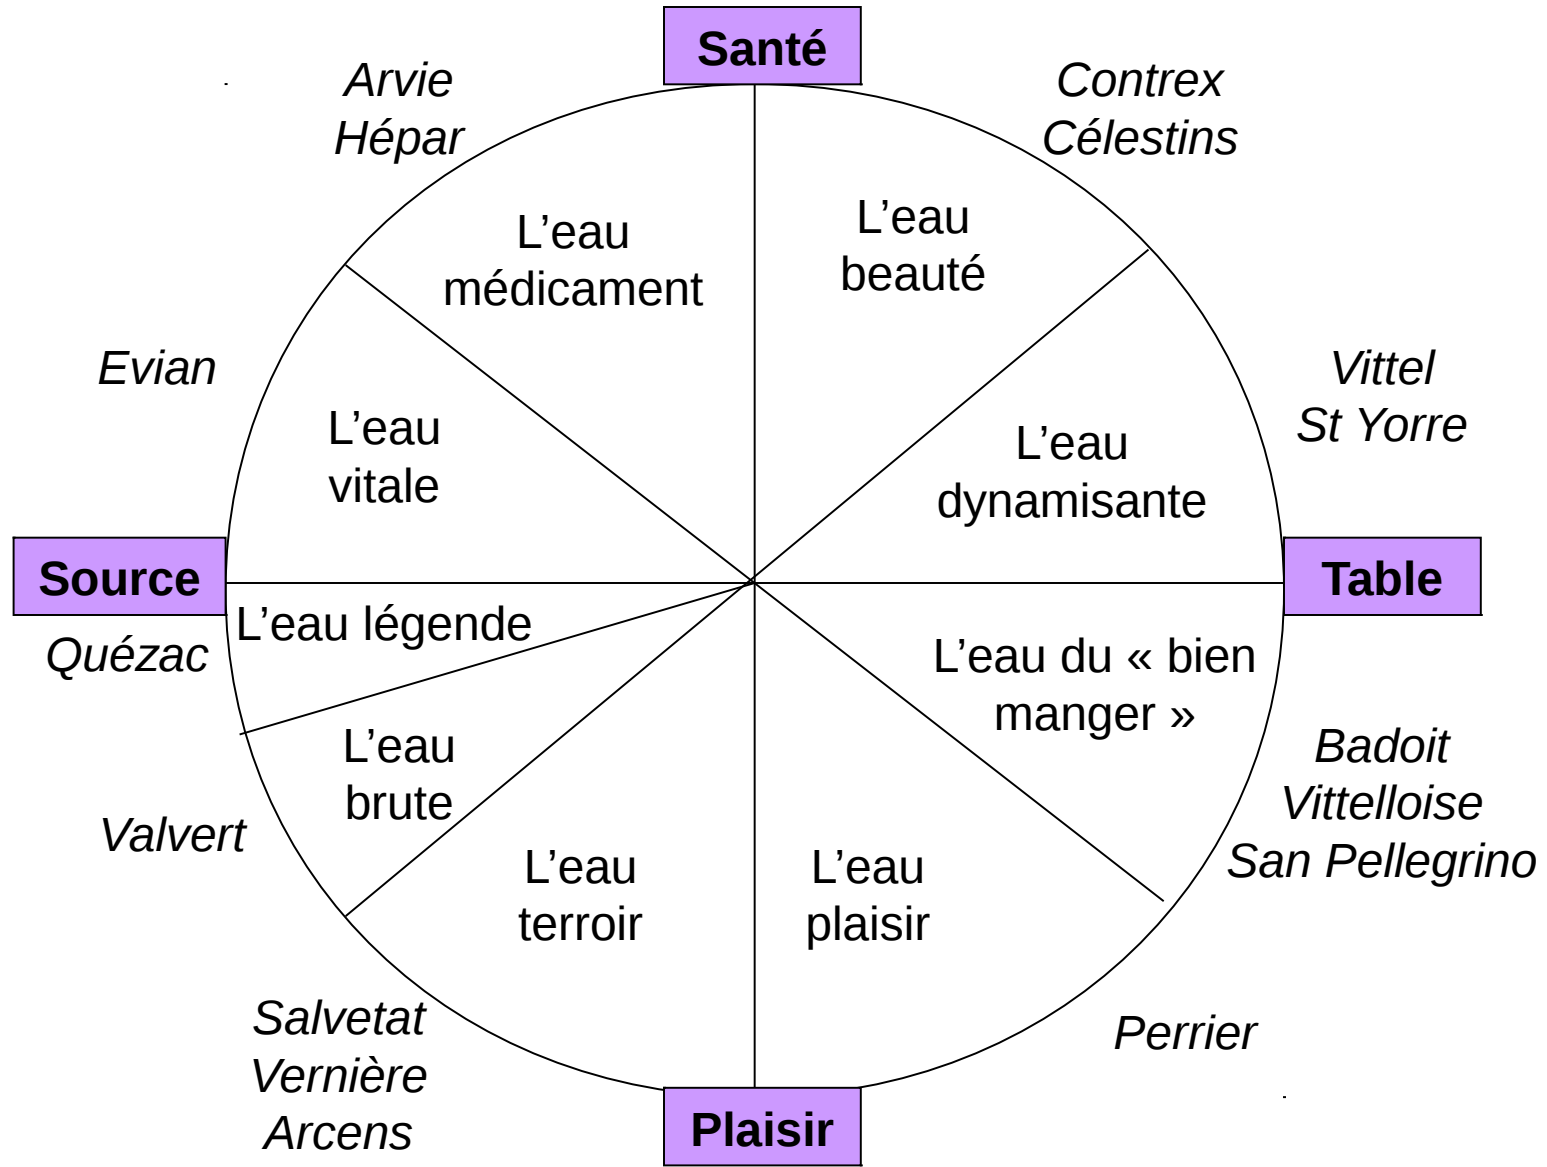 Santé
Arvie
Hépar
Contrex
Célestins
L’eau
médicament
L’eau
beauté
Evian
Vittel
St Yorre
L’eau
vitale
L’eau
dynamisante
Source
Table
L’eau légende
Quézac
L’eau du « bien
manger »
L’eau
brute
Badoit
Vittelloise
San Pellegrino
Valvert
L’eau
terroir
L’eau
plaisir
Salvetat
Vernière
Arcens
Perrier
Plaisir